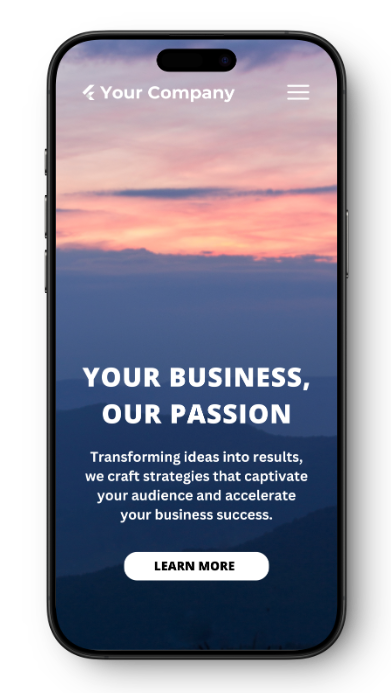 Your Company
YOUR BUSINESS,
OUR PASSION
Transforming ideas into results,
we craft strategies that captivate
your audience and accelerate
your business success.
LEARN MORE